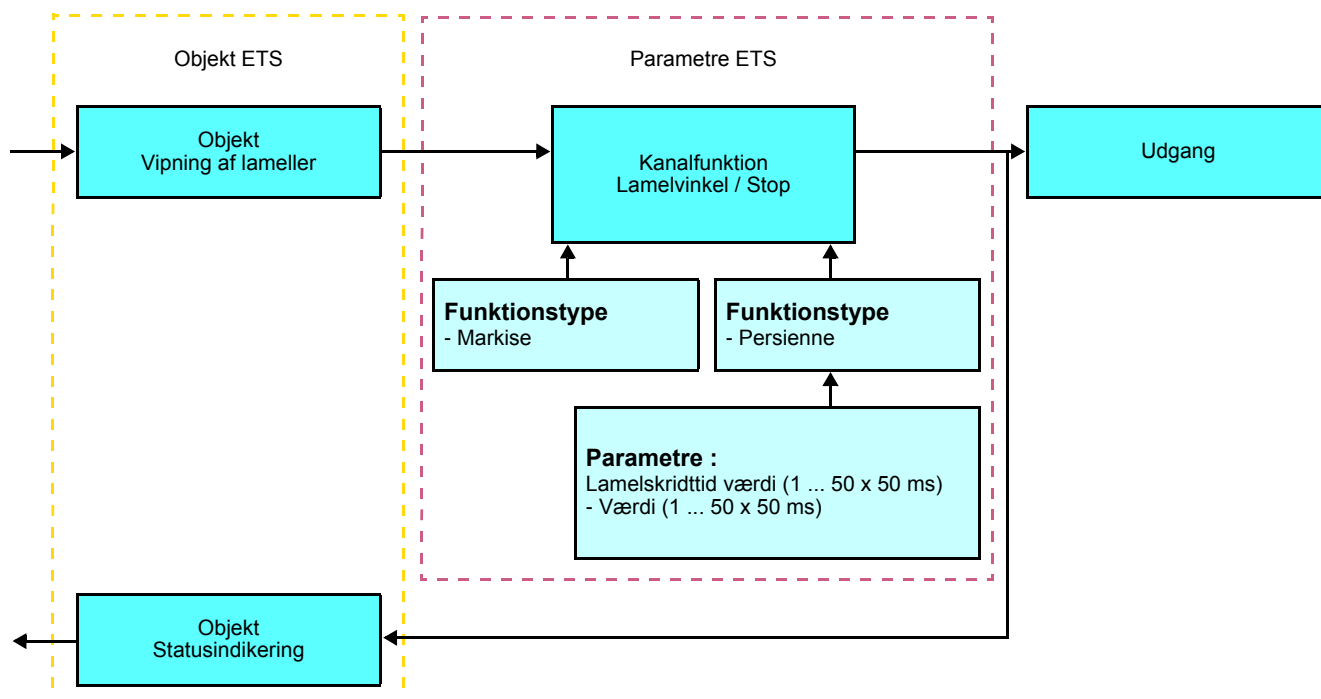 Objekt ETS
Parametre ETS
Objekt
Vipning af lameller
Kanalfunktion
Lamelvinkel / Stop
Udgang
Funktionstype
- Markise
Funktionstype
- Persienne
Parametre :
Lamelskridttid værdi (1 ... 50 x 50 ms)
- Værdi (1 ... 50 x 50 ms)
Objekt
Statusindikering